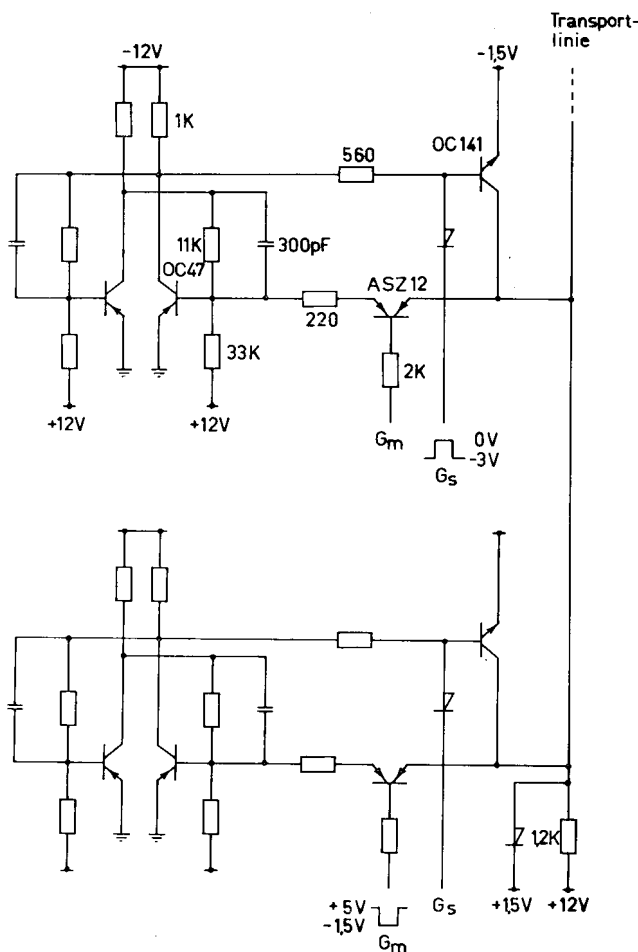 Transport-
linie
-12V
-1,5V
1K
560
OC141
11K
300pF
OC47
ASZ12
220
33K
2K
+12V
+12V
Gm
0V
-3V
Gs
1,2K
+5V
-1,5V
Gm
Gs
+1,5V
+12V